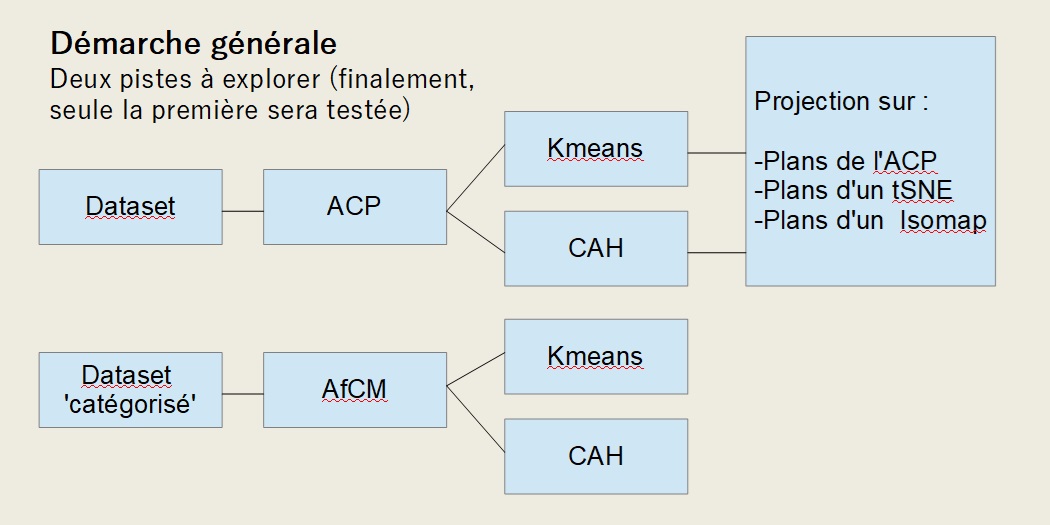 Démarche générale
Deux pistes à explorer (finalement,
seule la première sera testée)
Dataset
ACP
Kmeans
CAH
Projection sur :
-Plans de l'ACP
-Plans d'un tSNE
-Plans d'un Isomap
Dataset
'catégorisé'
AfCM
Kmeans
CAH